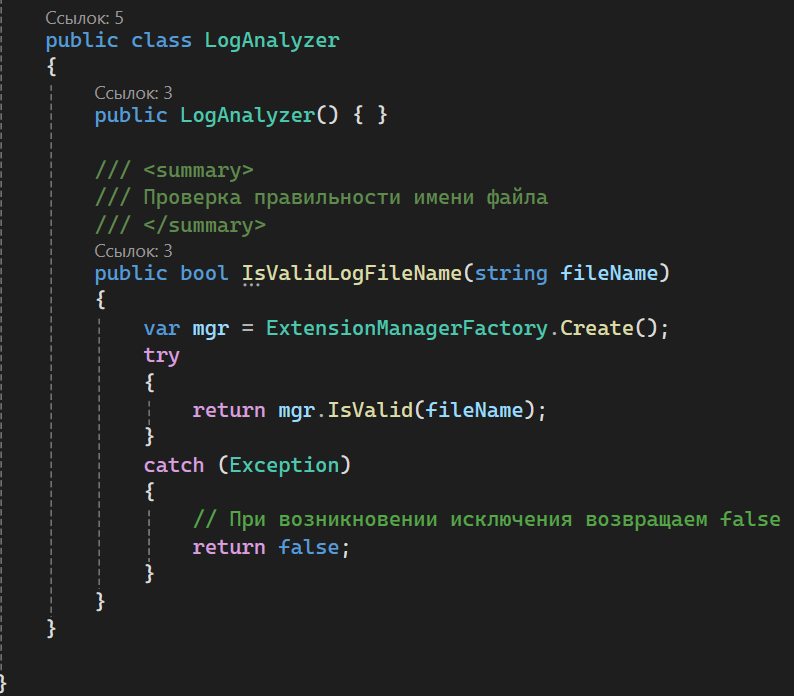 Ссылок: 5
public class LogAnalyzer
{
Ссылок: 3
public LogAnalyzer() { }
/// <summary>
/// Проверка правильности имени файла
/// </summary>
Ссылок: 3
public bool IsValidLogFileName(string fileName)
{
var mgr = ExtensionManagerFactory.Create();
try
{
return mgr.IsValid(fileName);
}
catch (Exception)
{
// При возникновении исключения возвращаем false
return false;
}
}
}
}